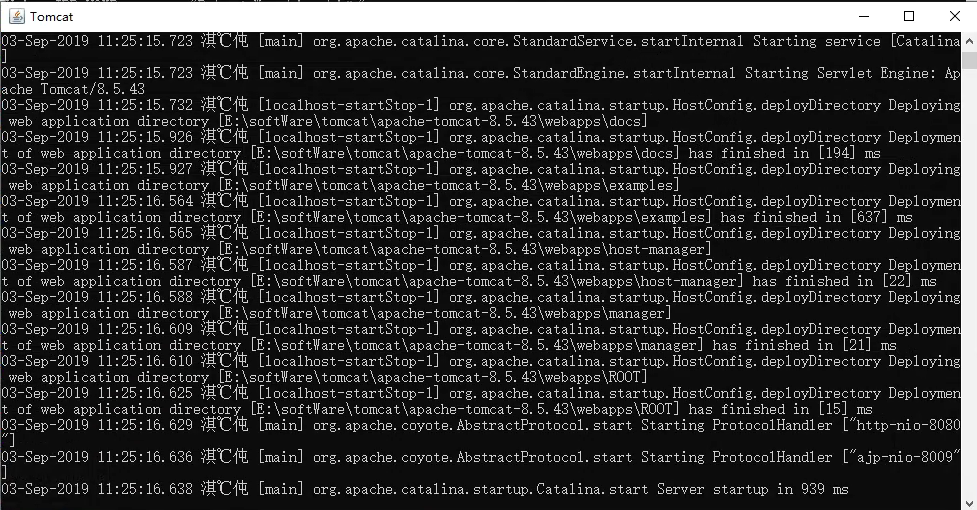 Tomcat
03-Sep-2019 11:25:15.723 淇℃伅 [main] org.apache.catalina.core.StandardService.startInternal Starting service [Catalina
]
03-Sep-2019 11:25:15.723 淇℃伅 [main] org.apache.catalina.core.StandardEngine.startInternal Starting Servlet Engine: Ap
ache Tomcat/8.5.43
03-Sep-2019 11:25:15.732 淇℃伅 [localhost-startStop-1] org.apache.catalina.startup.HostConfig.deployDirectory Deploying
 web application directory [E:\softWare\tomcat\apache-tomcat-8.5.43\webapps\docs]
03-Sep-2019 11:25:15.926 淇℃伅 [localhost-startStop-1] org.apache.catalina.startup.HostConfig.deployDirectory Deploymen
t of web application directory [E:\softWare\tomcat\apache-tomcat-8.5.43\webapps\docs] has finished in [194] ms
03-Sep-2019 11:25:15.927 淇℃伅 [localhost-startStop-1] org.apache.catalina.startup.HostConfig.deployDirectory Deploying
 web application directory [E:\softWare\tomcat\apache-tomcat-8.5.43\webapps\examples]
03-Sep-2019 11:25:16.564 淇℃伅 [localhost-startStop-1] org.apache.catalina.startup.HostConfig.deployDirectory Deploymen
t of web application directory [E:\softWare\tomcat\apache-tomcat-8.5.43\webapps\examples] has finished in [637] ms
03-Sep-2019 11:25:16.565 淇℃伅 [localhost-startStop-1] org.apache.catalina.startup.HostConfig.deployDirectory Deploying
 web application directory [E:\softWare\tomcat\apache-tomcat-8.5.43\webapps\host-manager]
03-Sep-2019 11:25:16.587 淇℃伅 [localhost-startStop-1] org.apache.catalina.startup.HostConfig.deployDirectory Deploymen
t of web application directory [E:\softWare\tomcat\apache-tomcat-8.5.43\webapps\host-manager] has finished in [22] ms
03-Sep-2019 11:25:16.588 淇℃伅 [localhost-startStop-1] org.apache.catalina.startup.HostConfig.deployDirectory Deploying
 web application directory [E:\softWare\tomcat\apache-tomcat-8.5.43\webapps\manager]
03-Sep-2019 11:25:16.609 淇℃伅 [localhost-startStop-1] org.apache.catalina.startup.HostConfig.deployDirectory Deploymen
t of web application directory [E:\softWare\tomcat\apache-tomcat-8.5.43\webapps\manager] has finished in [21] ms
03-Sep-2019 11:25:16.610 淇℃伅 [localhost-startStop-1] org.apache.catalina.startup.HostConfig.deployDirectory Deploying
 web application directory [E:\softWare\tomcat\apache-tomcat-8.5.43\webapps\ROOT]
03-Sep-2019 11:25:16.625 淇℃伅 [localhost-startStop-1] org.apache.catalina.startup.HostConfig.deployDirectory Deploymen
t of web application directory [E:\softWare\tomcat\apache-tomcat-8.5.43\webapps\ROOT] has finished in [15] ms
03-Sep-2019 11:25:16.629 淇℃伅 [main] org.apache.coyote.AbstractProtocol.start Starting ProtocolHandler ["http-nio-8080
"]
03-Sep-2019 11:25:16.636 淇℃伅 [main] org.apache.coyote.AbstractProtocol.start Starting ProtocolHandler ["ajp-nio-8009"
]
03-Sep-2019 11:25:16.638 淇℃伅 [main] org.apache.catalina.startup.Catalina.start Server startup in 939 ms